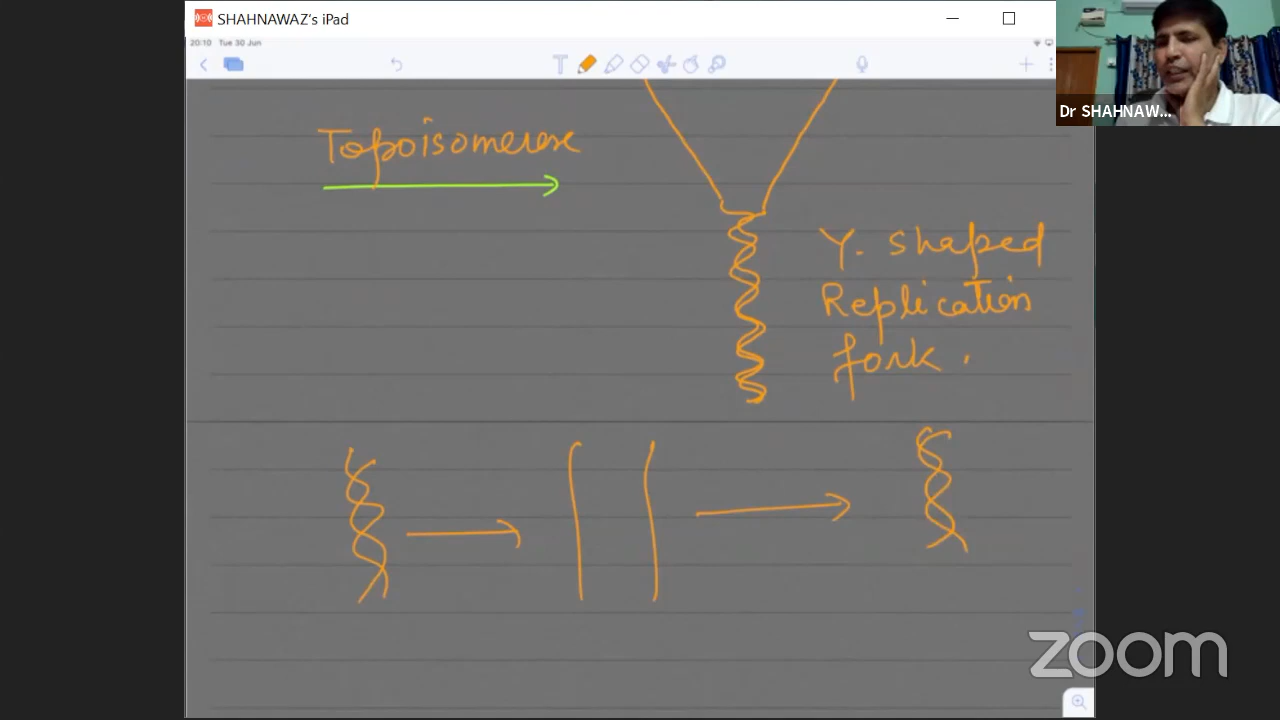 SHAHNAWAZ's iPad
20:10 Tue 30 Jun
Dr SHAHNAW...
Topoisomerase
Y. Shaped
Replication
fork .
zoom